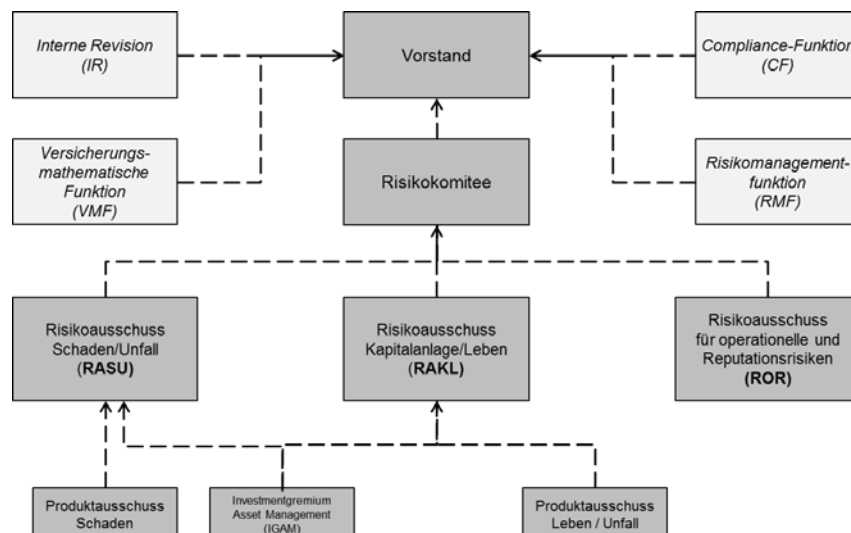 Interne Revision
(IR)
Vorstand
Compliance-Funktion
(CF)
Versicherungs-
mathematische
Funktion
(VMF)
Risikokomitee
Risikomanagement-
funktion
(RMF)
Risikoausschuss
Schaden/Unfall
(RASU)
Risikoausschuss
Kapitalanlage/Leben
(RAKL)
Risikoausschuss
für operationelle und
Reputationsrisiken
(ROR)
Produktausschuss
Schaden
Investmentgremium
Asset Management
(IGAM)
Produktausschuss
Leben / Unfall